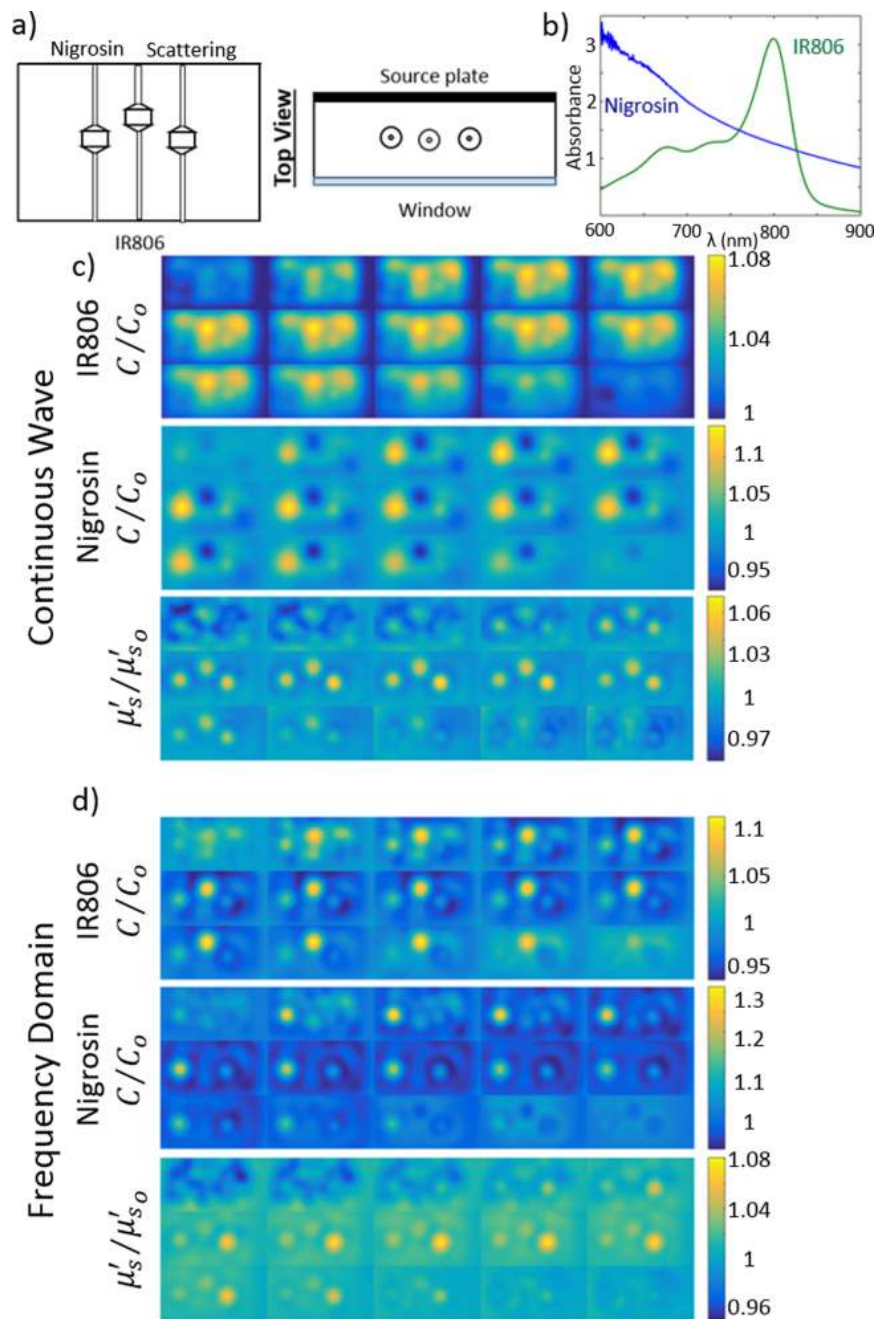 a)
Nigrosin Scattering
IR806
Top View
Source plate
Window
b)
Absorbance
3
2
1
IR806
Nigrosin
600 700 800 900
λ (nm)
c)
Continuous Wave
IR806
C/Cₒ
1.08
1.04
1
Nigrosin
C/Cₒ
1.1
1.05
1
0.95
μ's/μ'sₒ
1.06
1.03
1
0.97
d)
Frequency Domain
IR806
C/Cₒ
1.1
1.05
1
0.95
Nigrosin
C/Cₒ
1.3
1.2
1.1
1
μ's/μ'sₒ
1.08
1.04
1
0.96